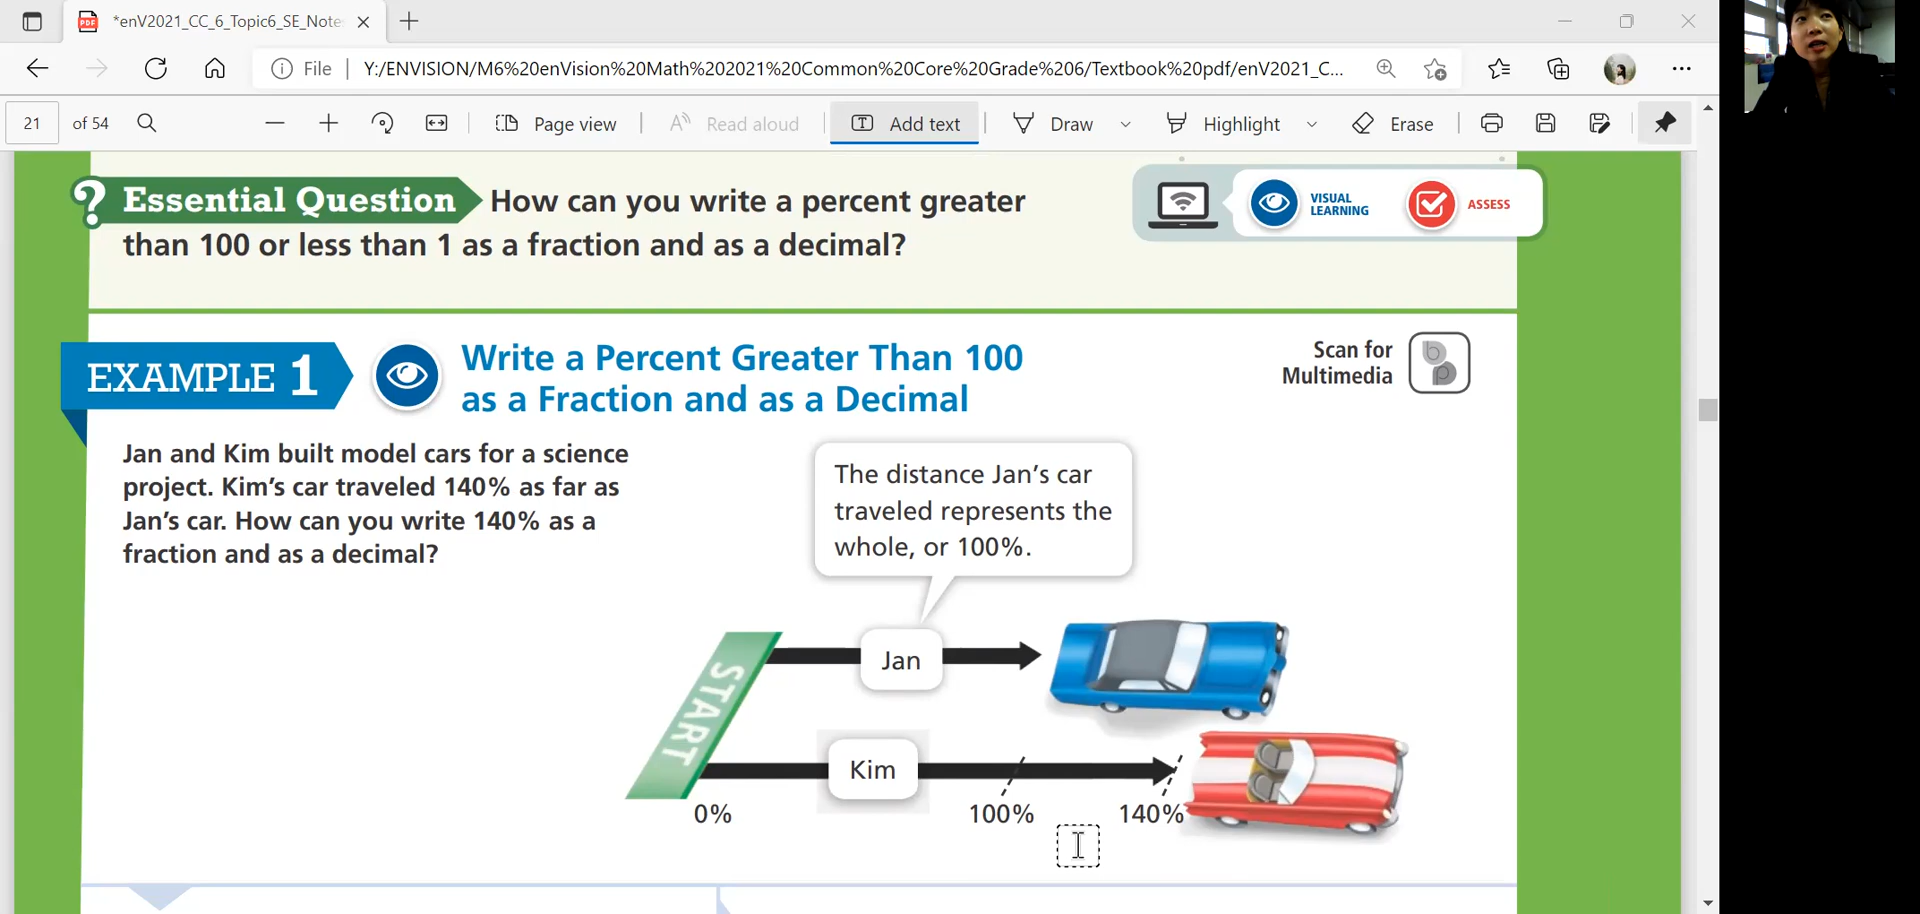 *enV2021_CC_6_Topic6_SE_Note
File
Y:/ENVISION/M6%20enVision%20Math%202021%20Common%20Core%20Grade%206/Textbook%20pdf/enV2021_C...
21 of 54
Page view
Read aloud
Add text
Draw
Highlight
Erase
? Essential Question How can you write a percent greater
than 100 or less than 1 as a fraction and as a decimal?
VISUAL
LEARNING
ASSESS
EXAMPLE 1
Write a Percent Greater Than 100
as a Fraction and as a Decimal
Scan for
Multimedia
Jan and Kim built model cars for a science
project. Kim's car traveled 140% as far as
Jan's car. How can you write 140% as a
fraction and as a decimal?
The distance Jan's car
traveled represents the
whole, or 100%.
START
Jan
Kim
0%
100%
140%